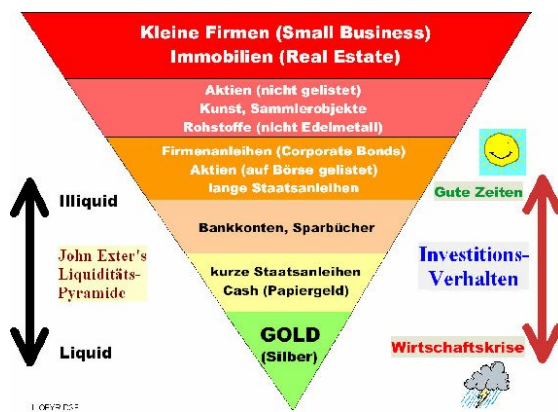 Kleine Firmen (Small Business)
Immobilien (Real Estate)
Aktien (nicht gelistet)
Kunst, Sammlerobjekte
Rohstoffe (nicht Edelmetall)
Firmenanleihen (Corporate Bonds)
Aktien (auf Börse gelistet)
lange Staatsanleihen
Bankkonten, Sparbücher
kurze Staatsanleihen
Cash (Papiergeld)
GOLD
(Silber)
Illiquid
John Exter's
Liquiditäts-
Pyramide
Liquid
Gute Zeiten
Investitions-
Verhalten
Wirtschaftskrise